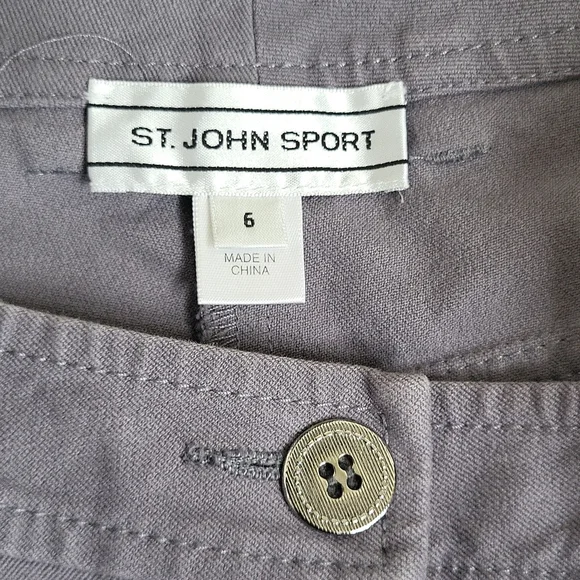 ST. JOHN SPORT
6
MADE IN
CHINA